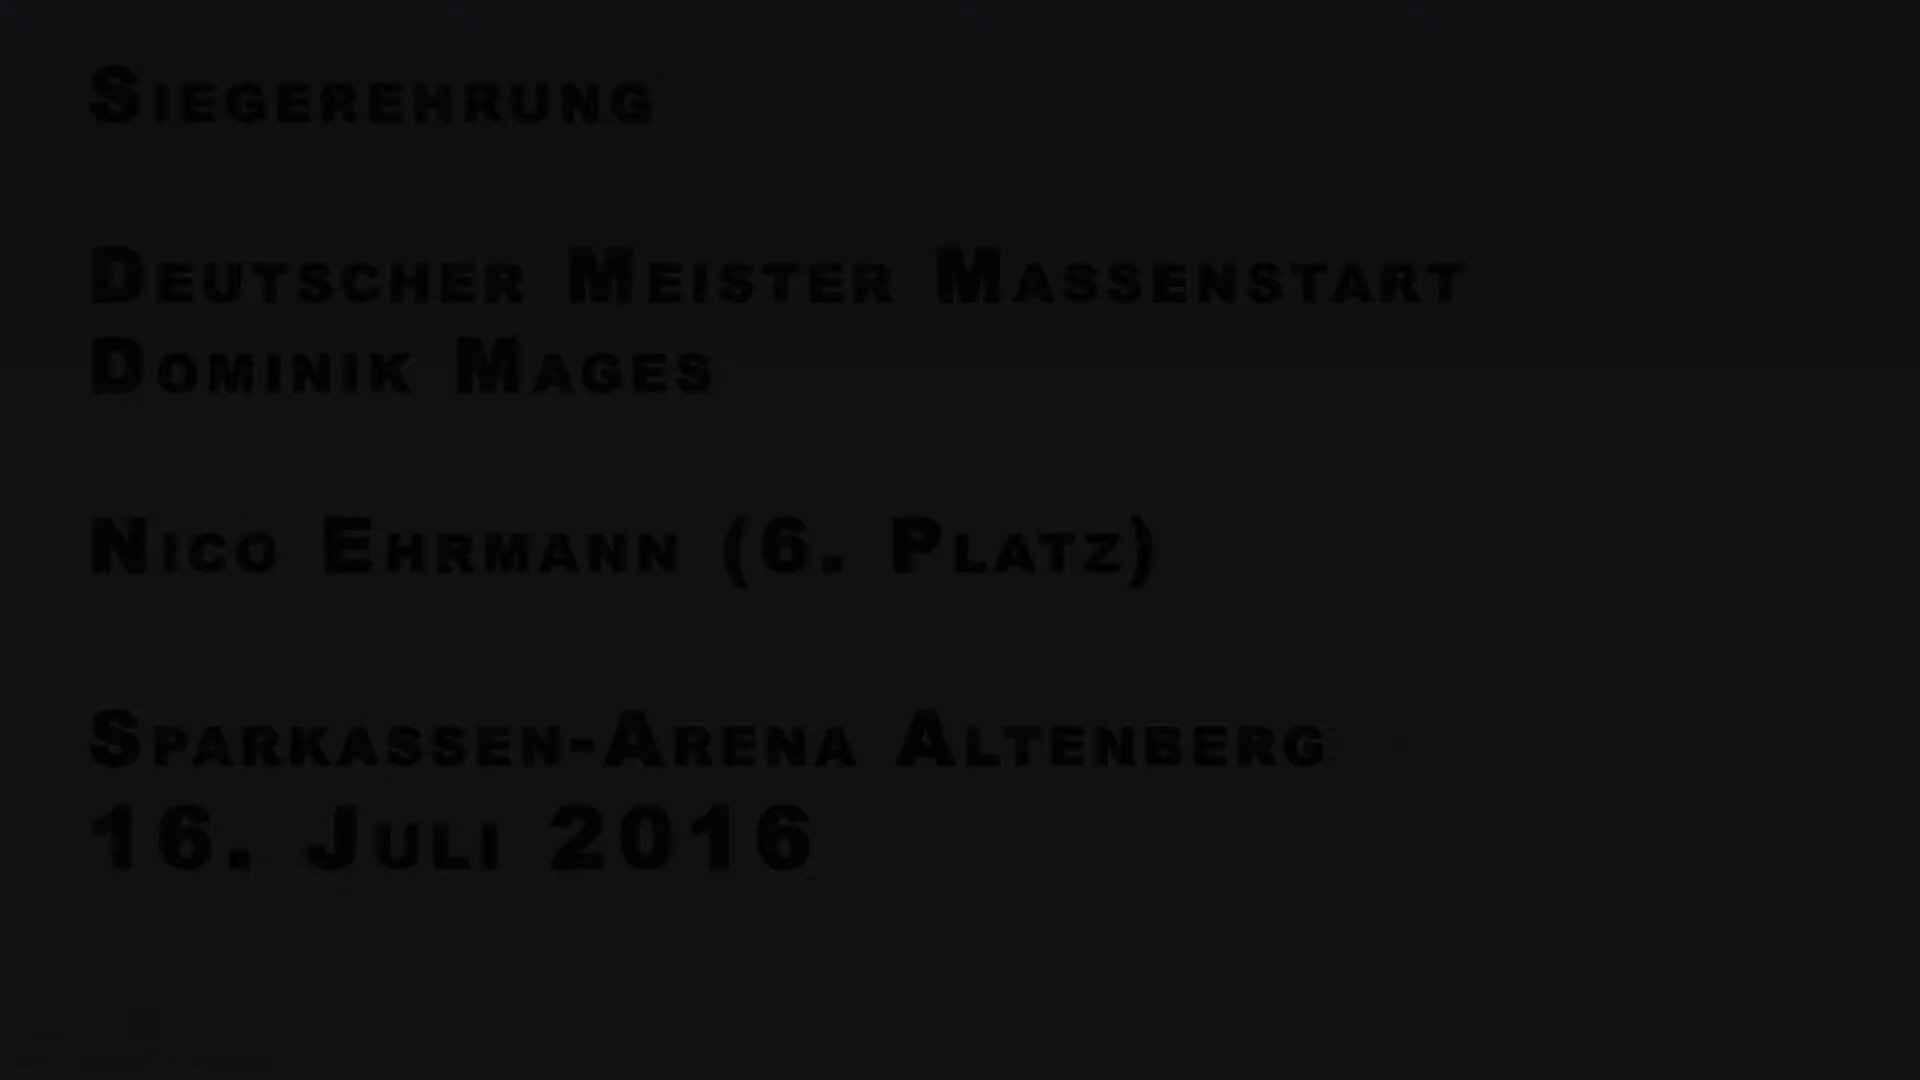 Siegerehrung
Deutscher Meister Massenstart
Dominik Mages
Nico Ehrmann (6. Platz)
Sparkassen-Arena Altenberg
16. Juli 2016